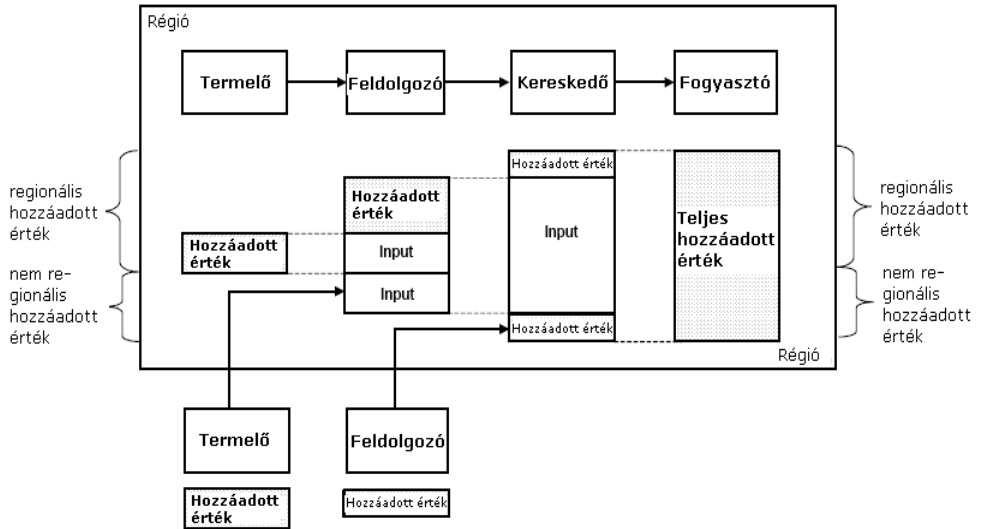 Régió
Termelő
Feldolgozó
Kereskedő
Fogyasztó
regionális
hozzáadott
érték
nem re-
gionális
hozzáadott
érték
Hozzáadott
érték
Hozzáadott
érték
Input
Input
Hozzáadott érték
Input
Hozzáadott érték
Teljes
hozzáadott
érték
regionális
hozzáadott
érték
nem re-
gionális
hozzáadott
érték
Régió
Termelő
Feldolgozó
Hozzáadott
érték
Hozzáadott érték